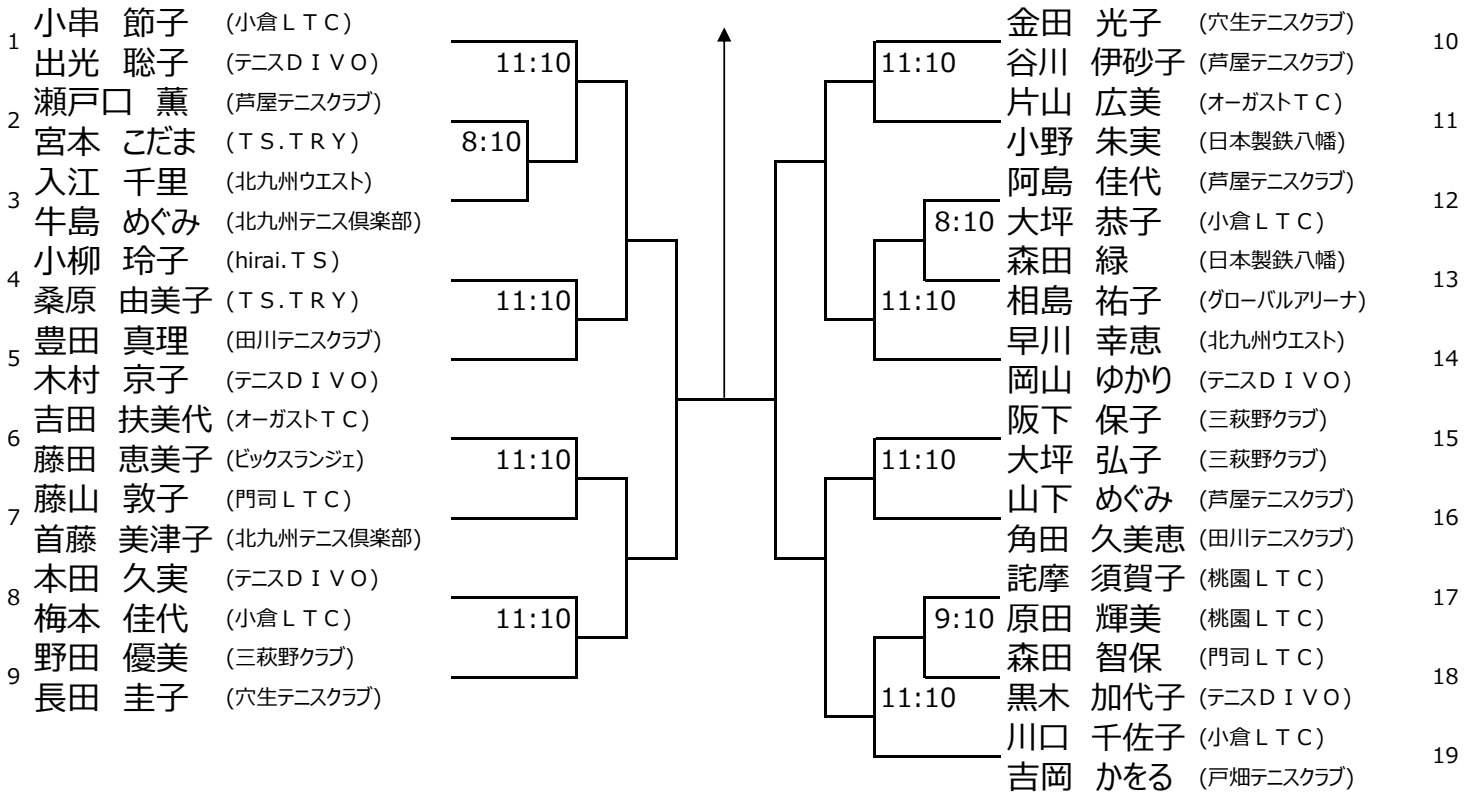 1
小串 節子 (小倉ＬＴＣ)
出光 聡子 (テニスＤＩＶＯ)
11:10
2
瀬戸口 薫 (芦屋テニスクラブ)
宮本 こだま (ＴＳ.ＴＲＹ)
8:10
3
入江 千里 (北九州ウエスト)
牛島 めぐみ (北九州テニス倶楽部)
4
小柳 玲子 (hirai.ＴＳ)
桑原 由美子 (ＴＳ.ＴＲＹ)
11:10
5
豊田 真理 (田川テニスクラブ)
木村 京子 (テニスＤＩＶＯ)
6
吉田 扶美代 (オーガストＴＣ)
藤田 恵美子 (ビックスランジェ)
11:10
7
藤山 敦子 (門司ＬＴＣ)
首藤 美津子 (北九州テニス倶楽部)
8
本田 久実 (テニスＤＩＶＯ)
梅本 佳代 (小倉ＬＴＣ)
11:10
9
野田 優美 (三萩野クラブ)
長田 圭子 (穴生テニスクラブ)
金田 光子 (穴生テニスクラブ)
10
11:10
谷川 伊砂子 (芦屋テニスクラブ)
片山 広美 (オーガストＴＣ)
11
小野 朱実 (日本製鉄八幡)
阿島 佳代 (芦屋テニスクラブ)
12
8:10
大坪 恭子 (小倉ＬＴＣ)
森田 緑 (日本製鉄八幡)
13
11:10
相島 祐子 (グローバルアリーナ)
早川 幸恵 (北九州ウエスト)
14
岡山 ゆかり (テニスＤＩＶＯ)
阪下 保子 (三萩野クラブ)
15
11:10
大坪 弘子 (三萩野クラブ)
山下 めぐみ (芦屋テニスクラブ)
16
角田 久美恵 (田川テニスクラブ)
詫摩 須賀子 (桃園ＬＴＣ)
17
9:10
原田 輝美 (桃園ＬＴＣ)
森田 智保 (門司ＬＴＣ)
18
11:10
黒木 加代子 (テニスＤＩＶＯ)
川口 千佐子 (小倉ＬＴＣ)
19
吉岡 かをる (戸畑テニスクラブ)